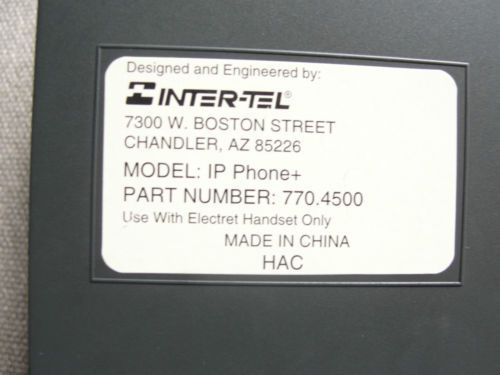 Designed and Engineered by:
INTER-TEL®
7300 W. BOSTON STREET
CHANDLER, AZ 85226
MODEL: IP Phone+
PART NUMBER: 770.4500
Use With Electret Handset Only
MADE IN CHINA
HAC